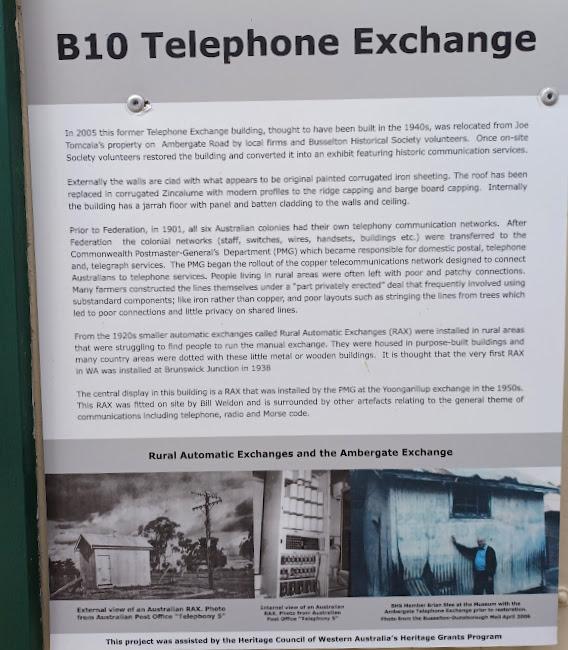 B10 Telephone Exchange
In 2005 this former Telephone Exchange building, thought to have been built in the 1940s, was relocated from Joe
Tomcala's property on Ambergate Road by local firms and Busselton Historical Society volunteers. Once on-site
Society volunteers restored the building and converted it into an exhibit featuring historic communication services.
Externally the walls are clad with what appears to be original painted corrugated iron sheeting. The roof has been
replaced in corrugated Zincalume with modern profiles to the ridge capping and barge board capping. Internally
the building has a jarrah floor with panel and batten cladding to the walls and ceiling.
Prior to Federation, in 1901, all six Australian colonies had their own telephony communication networks. After
Federation the colonial networks (staff, switches, wires, handsets, buildings etc.) were transferred to the
Commonwealth Postmaster-General's Department (PMG) which became responsible for domestic postal, telephone
and, telegraph services. The PMG began the rollout of the copper telecommunications network designed to connect
Australians to telephone services. People living in rural areas were often left with poor and patchy connections.
Many farmers constructed the lines themselves under a "part privately erected" deal that frequently involved using
substandard components; like iron rather than copper, and poor layouts such as stringing the lines from trees which
led to poor connections and little privacy on shared lines.
From the 1920s smaller automatic exchanges called Rural Automatic Exchanges (RAX) were installed in rural areas
that were struggling to find people to run the manual exchange. They were housed in purpose-built buildings and
many country areas were dotted with these little metal or wooden buildings. It is thought that the very first RAX
in WA was installed at Brunswick Junction in 1938
The central display in this building is a RAX that was installed by the PMG at the Yoongarillup exchange in the 1950s.
This RAX was fitted on site by Bill Weldon and is surrounded by other artefacts relating to the general theme of
communications including telephone, radio and Morse code.
Rural Automatic Exchanges and the Ambergate Exchange
External view of an Australian RAX. Photo
from Australian Post Office "Telephony 5"
Internal view of an Australian
RAX. Photo from Australian
Post Office "Telephony 5"
BHS Member Brian Slee at the Museum with the
Ambergate Telephone Exchange prior to restoration.
Photo from the Busselton-Dunsborough Mail April 2006
This project was assisted by the Heritage Council of Western Australia's Heritage Grants Program